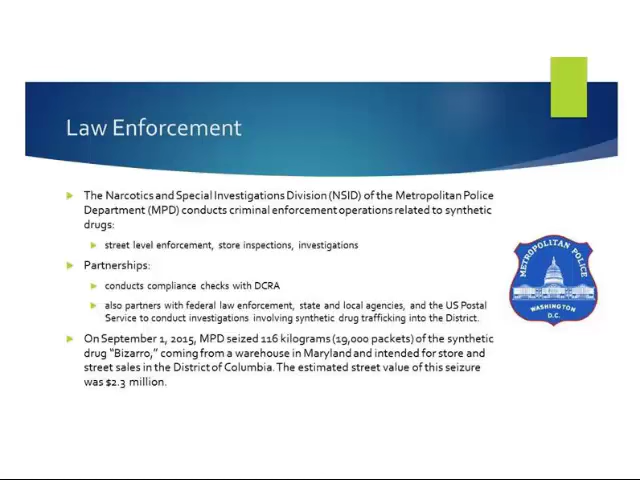 Law Enforcement
The Narcotics and Special Investigations Division (NSID) of the Metropolitan Police
Department (MPD) conducts criminal enforcement operations related to synthetic
drugs:
street level enforcement, store inspections, investigations
Partnerships:
conducts compliance checks with DCRA
also partners with federal law enforcement, state and local agencies, and the US Postal
Service to conduct investigations involving synthetic drug trafficking into the District.
On September 1, 2015, MPD seized 116 kilograms (19,000 packets) of the synthetic
drug "Bizarro," coming from a warehouse in Maryland and intended for store and
street sales in the District of Columbia. The estimated street value of this seizure
was $2.3 million.
METROPOLITAN POLICE
WASHINGTON
D.C.